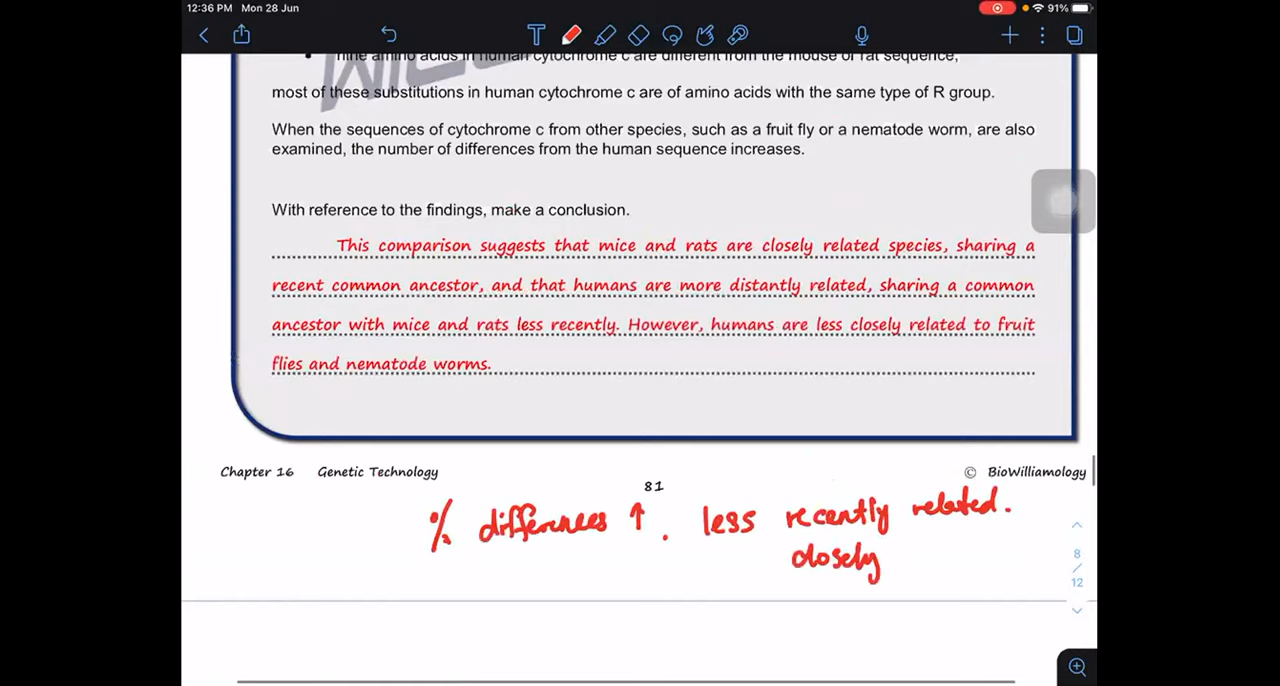 12:36 PM Mon 28 Jun
91%
• nine amino acids in human cytochrome c are different from the mouse or rat sequence,
most of these substitutions in human cytochrome c are of amino acids with the same type of R group.
When the sequences of cytochrome c from other species, such as a fruit fly or a nematode worm, are also
examined, the number of differences from the human sequence increases.
With reference to the findings, make a conclusion.
This comparison suggests that mice and rats are closely related species, sharing a
recent common ancestor, and that humans are more distantly related, sharing a common
ancestor with mice and rats less recently. However, humans are less closely related to fruit
flies and nematode worms.
Chapter 16 Genetic Technology
81
© BioWilliamology
% differences ↑. less recently related.
closely
8
/
12